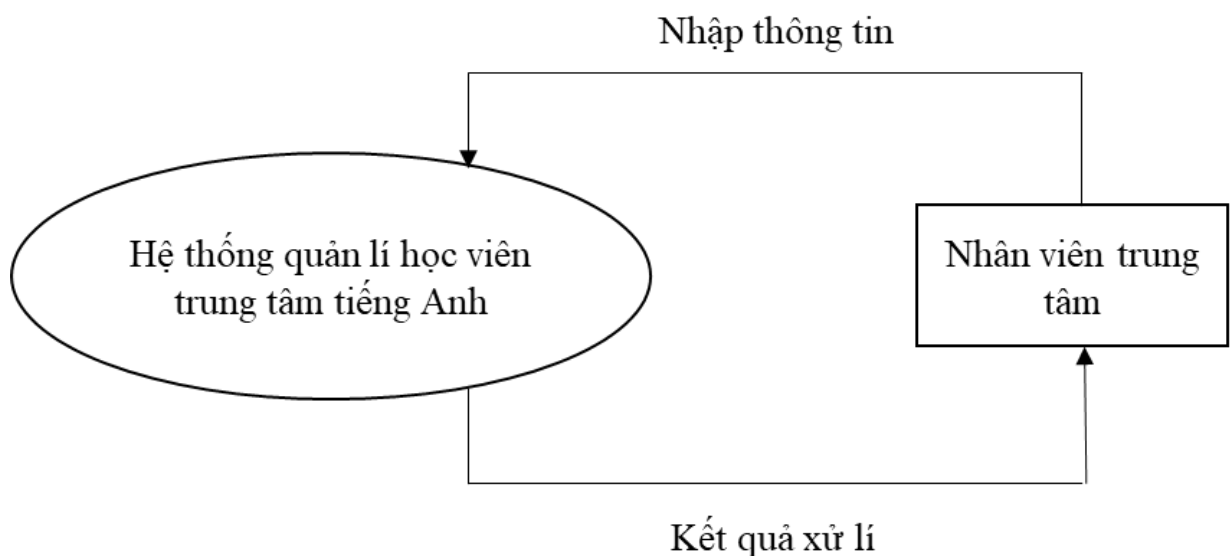 Nhập thông tin
Hệ thống quản lí học viên
trung tâm tiếng Anh
Nhân viên trung
tâm
Kết quả xử lí